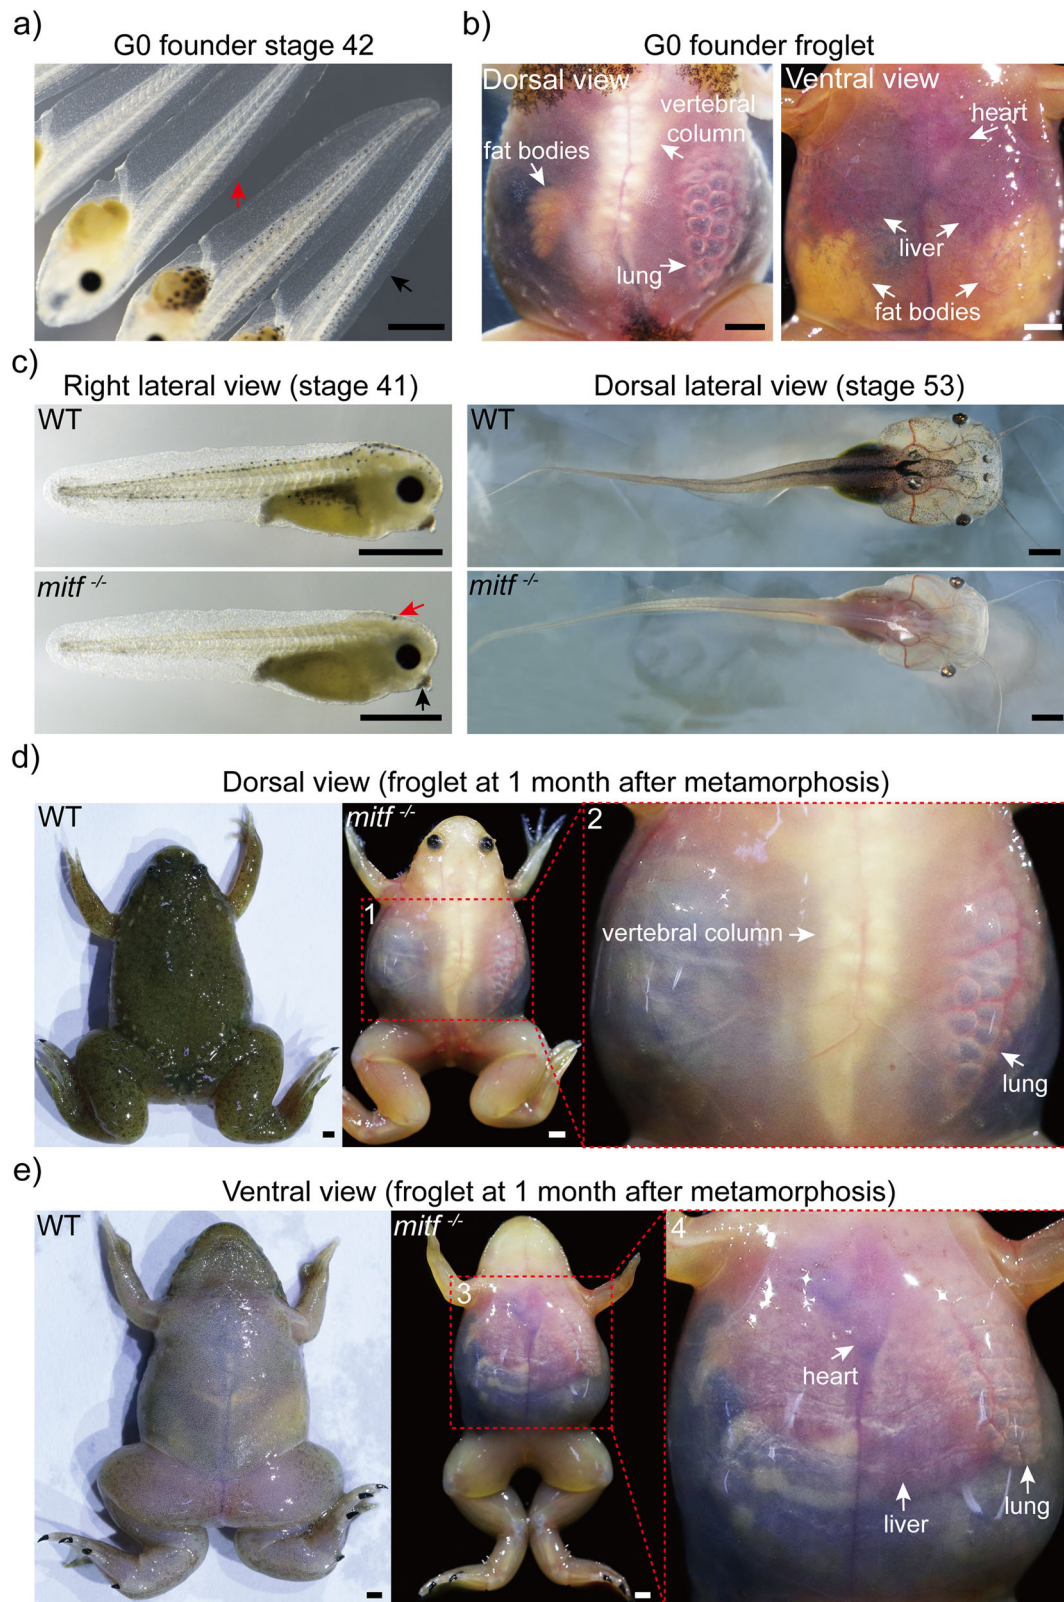 a)
G0 founder stage 42
b)
G0 founder froglet
Dorsal view
vertebral
column
fat bodies
lung
Ventral view
heart
liver
fat bodies
c)
Right lateral view (stage 41)
WT
mitf -/-
Dorsal lateral view (stage 53)
WT
mitf -/-
d)
Dorsal view (froglet at 1 month after metamorphosis)
WT
mitf -/-
1
2
vertebral column
lung
e)
Ventral view (froglet at 1 month after metamorphosis)
WT
mitf -/-
3
4
heart
liver
lung